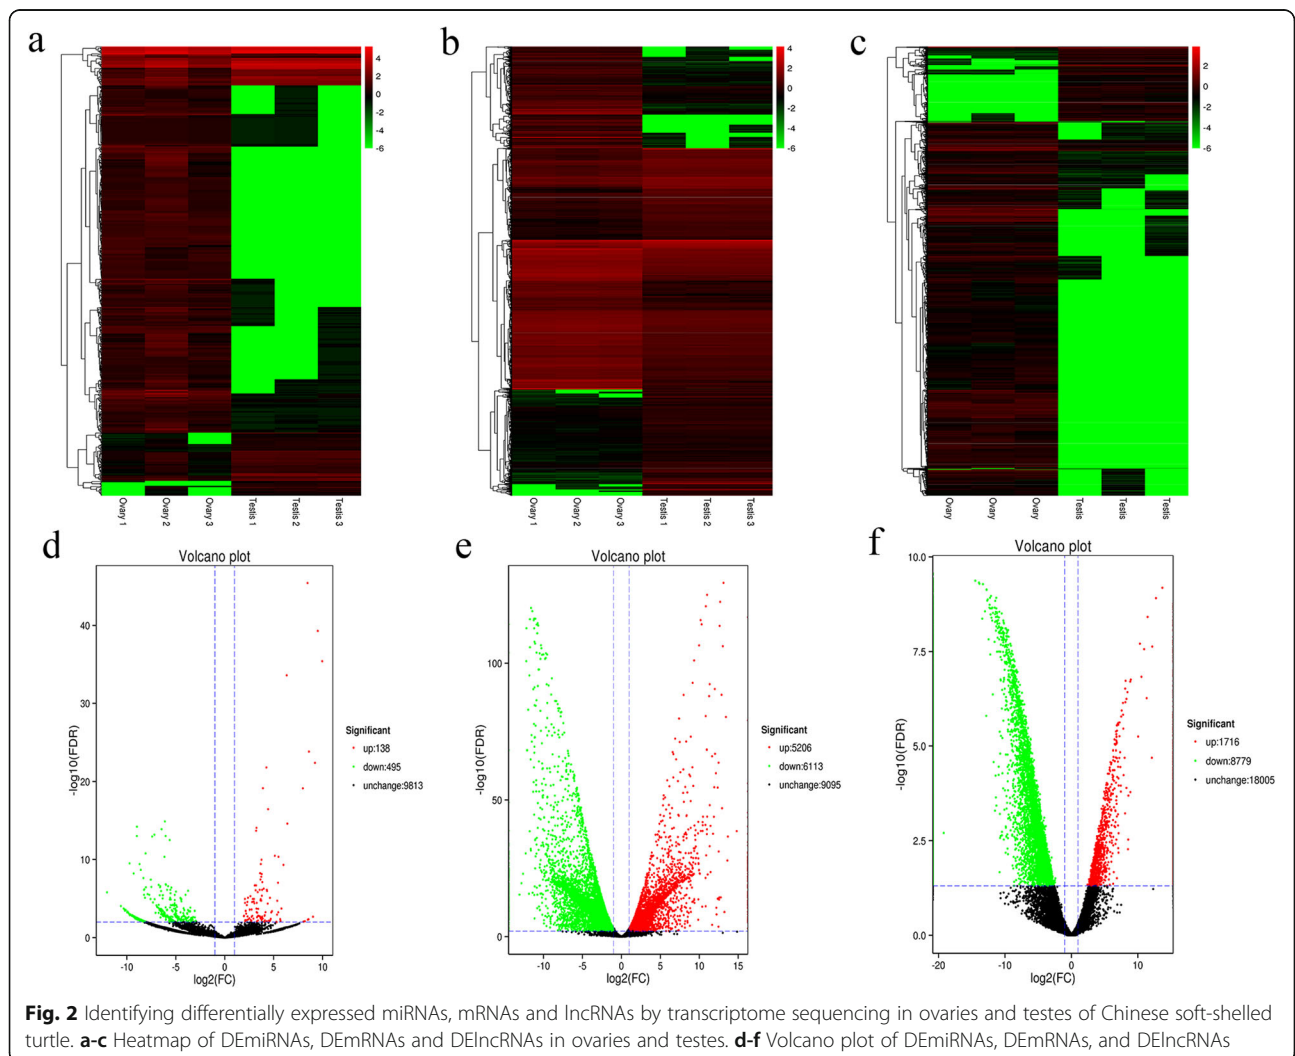 a
b
c
4
2
0
-2
-4
-6
4
2
0
-2
-4
-6
2
0
-2
-4
-6
Ovary 1
Ovary 2
Ovary 3
Testis 1
Testis 2
Testis 3
Ovary 1
Ovary 2
Ovary 3
Testis 1
Testis 2
Testis 3
Ovary
Ovary
Ovary
Testis
Testis
Testis
d
Volcano plot
-log10(FDR)
40
30
20
10
0
-10
-5
0
5
10
log2(FC)
Significant
up:138
down:495
unchange:9813
e
Volcano plot
-log10(FDR)
100
50
0
-10
-5
0
5
10
15
log2(FC)
Significant
up:5206
down:6113
unchange:9095
f
Volcano plot
-log10(FDR)
10.0
7.5
5.0
2.5
0.0
-20
-10
0
10
log2(FC)
Significant
up:1716
down:8779
unchange:18005
Fig. 2 Identifying differentially expressed miRNAs, mRNAs and lncRNAs by transcriptome sequencing in ovaries and testes of Chinese soft-shelled
turtle. a-c Heatmap of DEmiRNAs, DEmRNAs and DElncRNAs in ovaries and testes. d-f Volcano plot of DEmiRNAs, DEmRNAs, and DElncRNAs